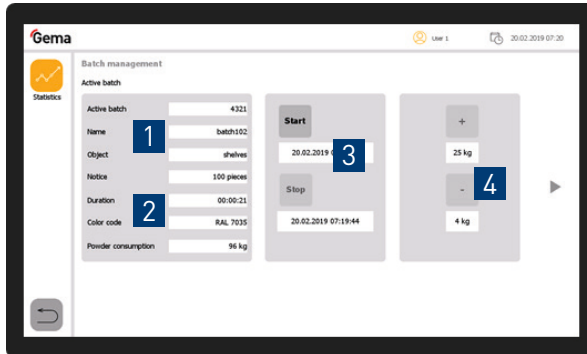 Gema
User 1
20.02.2019 07:20
Batch management
Active batch
Statistics
Active batch 4321
Name batch102
Object shelves
Notice 100 pieces
Duration 00:00:21
Color code RAL 7035
Powder consumption 96 kg
1
2
Start
20.02.2019
3
Stop
20.02.2019 07:19:44
+
25 kg
-
4
4 kg